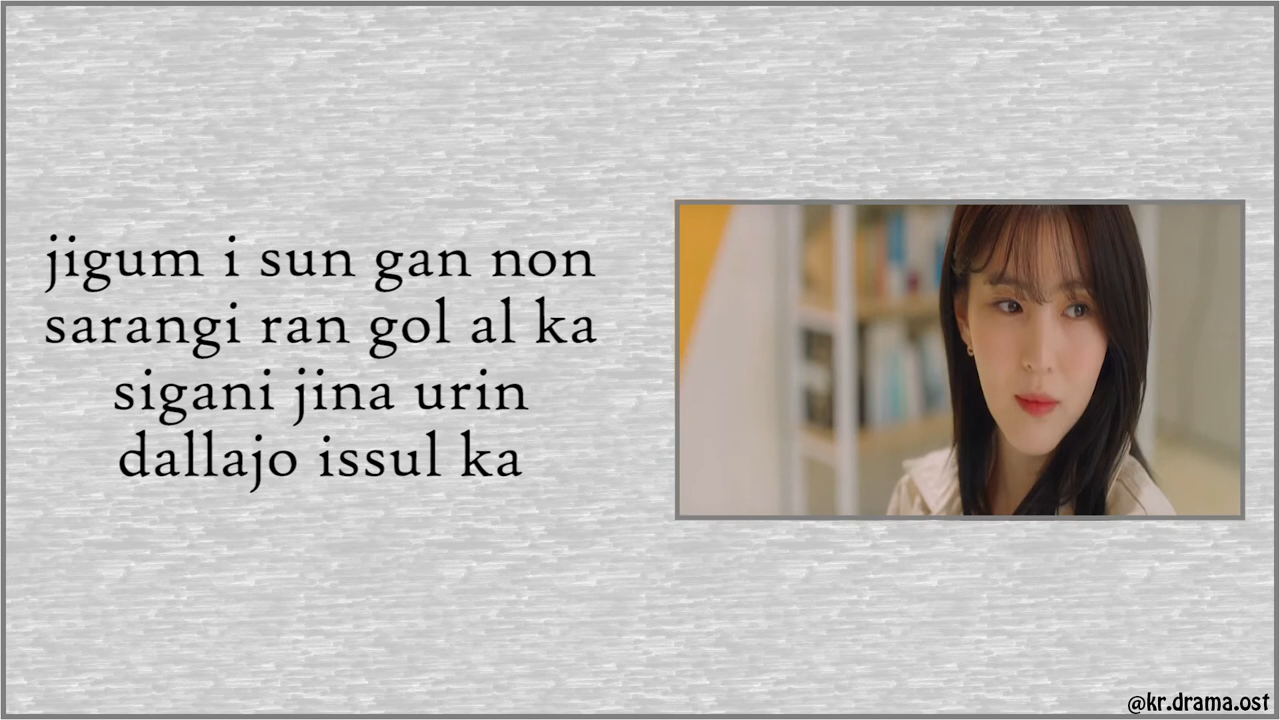 jigum i sun gan non
sarangi ran gol al ka
sigani jina urin
dallajo issul ka
@kr.drama.ost